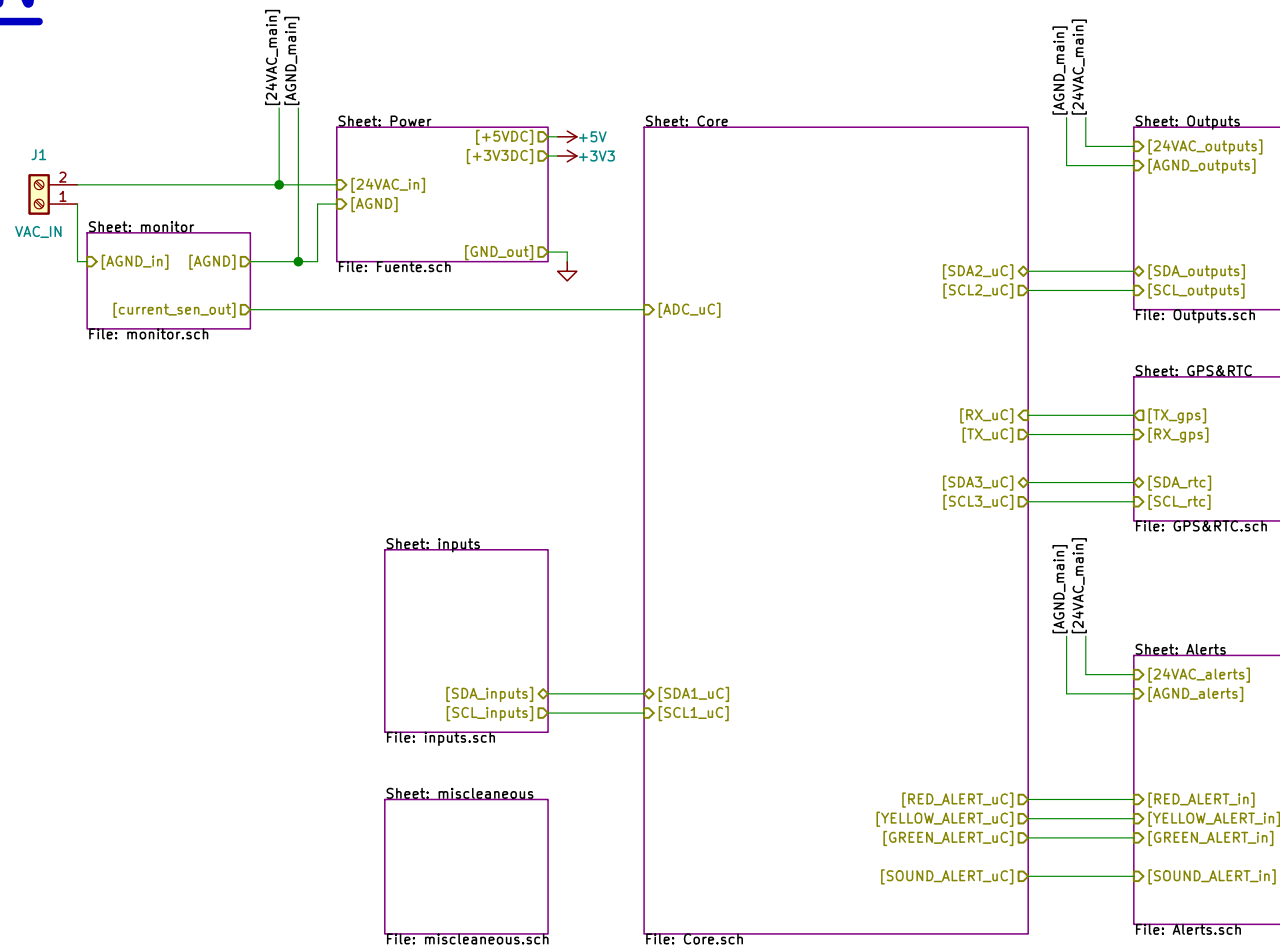 [24VAC_main]
[AGND_main]
[AGND_main]
[24VAC_main]
Sheet: Power
[+5VDC]
+5V
[+3V3DC]
+3V3
[24VAC_in]
[AGND]
[GND_out]
File: Fuente.sch
J1
2
1
VAC_IN
Sheet: monitor
[AGND_in]
[AGND]
[current_sen_out]
File: monitor.sch
Sheet: Core
[ADC_uC]
[SDA2_uC]
[SCL2_uC]
[RX_uC]
[TX_uC]
[SDA3_uC]
[SCL3_uC]
[SDA1_uC]
[SCL1_uC]
[RED_ALERT_uC]
[YELLOW_ALERT_uC]
[GREEN_ALERT_uC]
[SOUND_ALERT_uC]
File: Core.sch
Sheet: Outputs
[24VAC_outputs]
[AGND_outputs]
[SDA_outputs]
[SCL_outputs]
File: Outputs.sch
Sheet: GPS&RTC
[TX_gps]
[RX_gps]
[SDA_rtc]
[SCL_rtc]
File: GPS&RTC.sch
Sheet: inputs
[SDA_inputs]
[SCL_inputs]
File: inputs.sch
Sheet: miscleaneous
File: miscleaneous.sch
[AGND_main]
[24VAC_main]
Sheet: Alerts
[24VAC_alerts]
[AGND_alerts]
[RED_ALERT_in]
[YELLOW_ALERT_in]
[GREEN_ALERT_in]
[SOUND_ALERT_in]
File: Alerts.sch